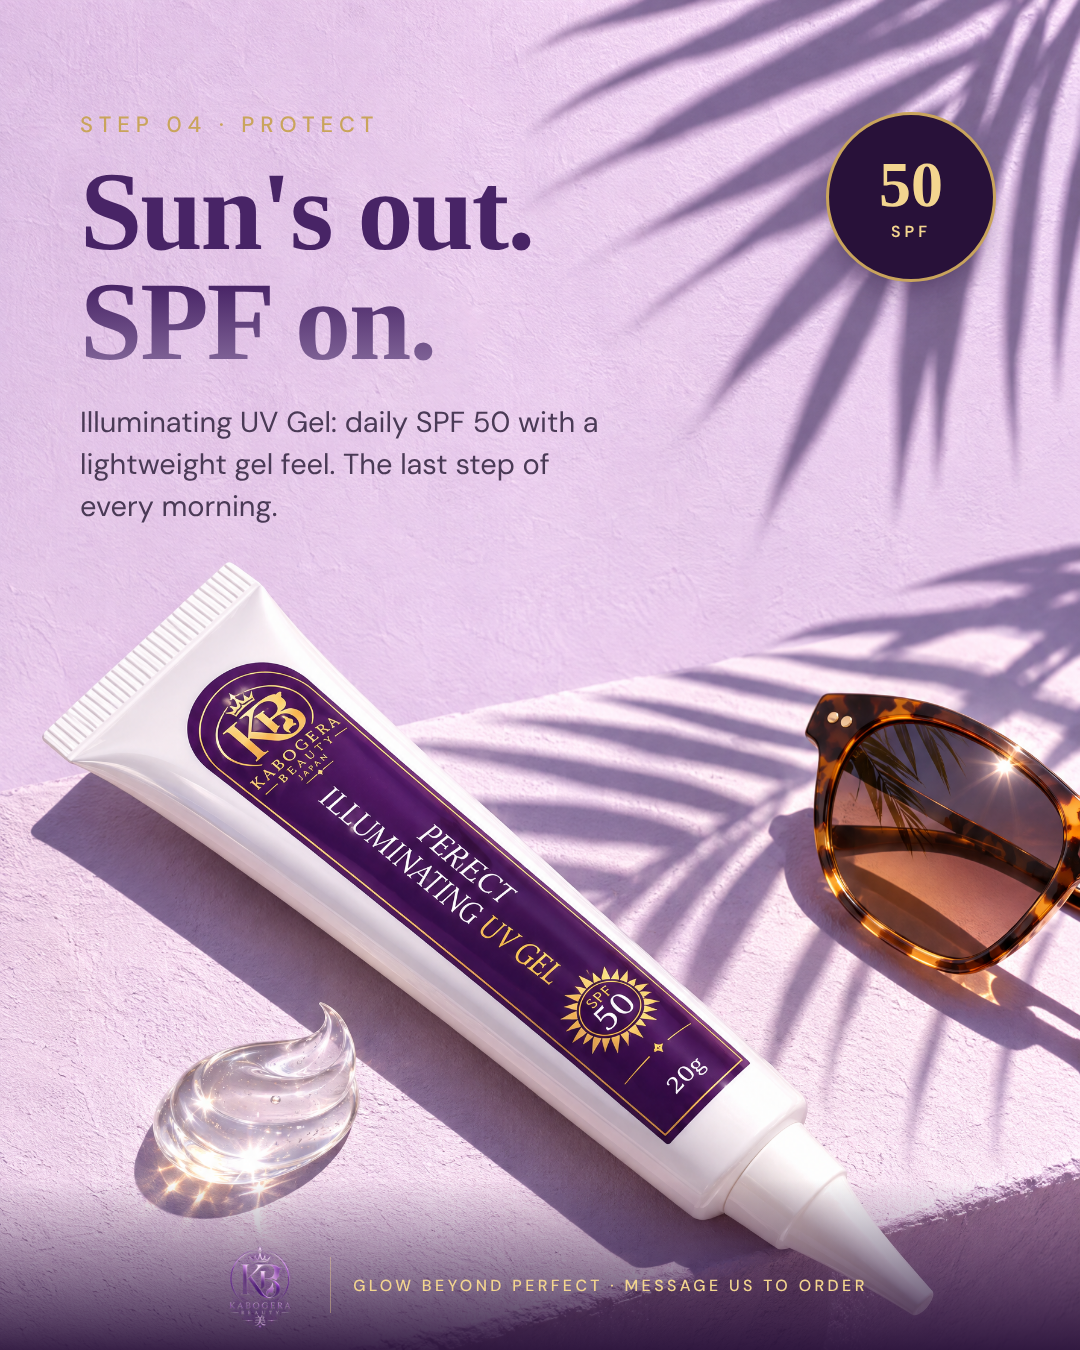 STEP 04 · PROTECT
Sun's out.
SPF on.
50
SPF
Illuminating UV Gel: daily SPF 50 with a
lightweight gel feel. The last step of
every morning.
KB
KABOGERA
BEAUTY
JAPAN
PERECT
ILLUMINATING UV GEL
SPF
50
20g
KB
KABOGERA
BEAUTY
美
GLOW BEYOND PERFECT · MESSAGE US TO ORDER